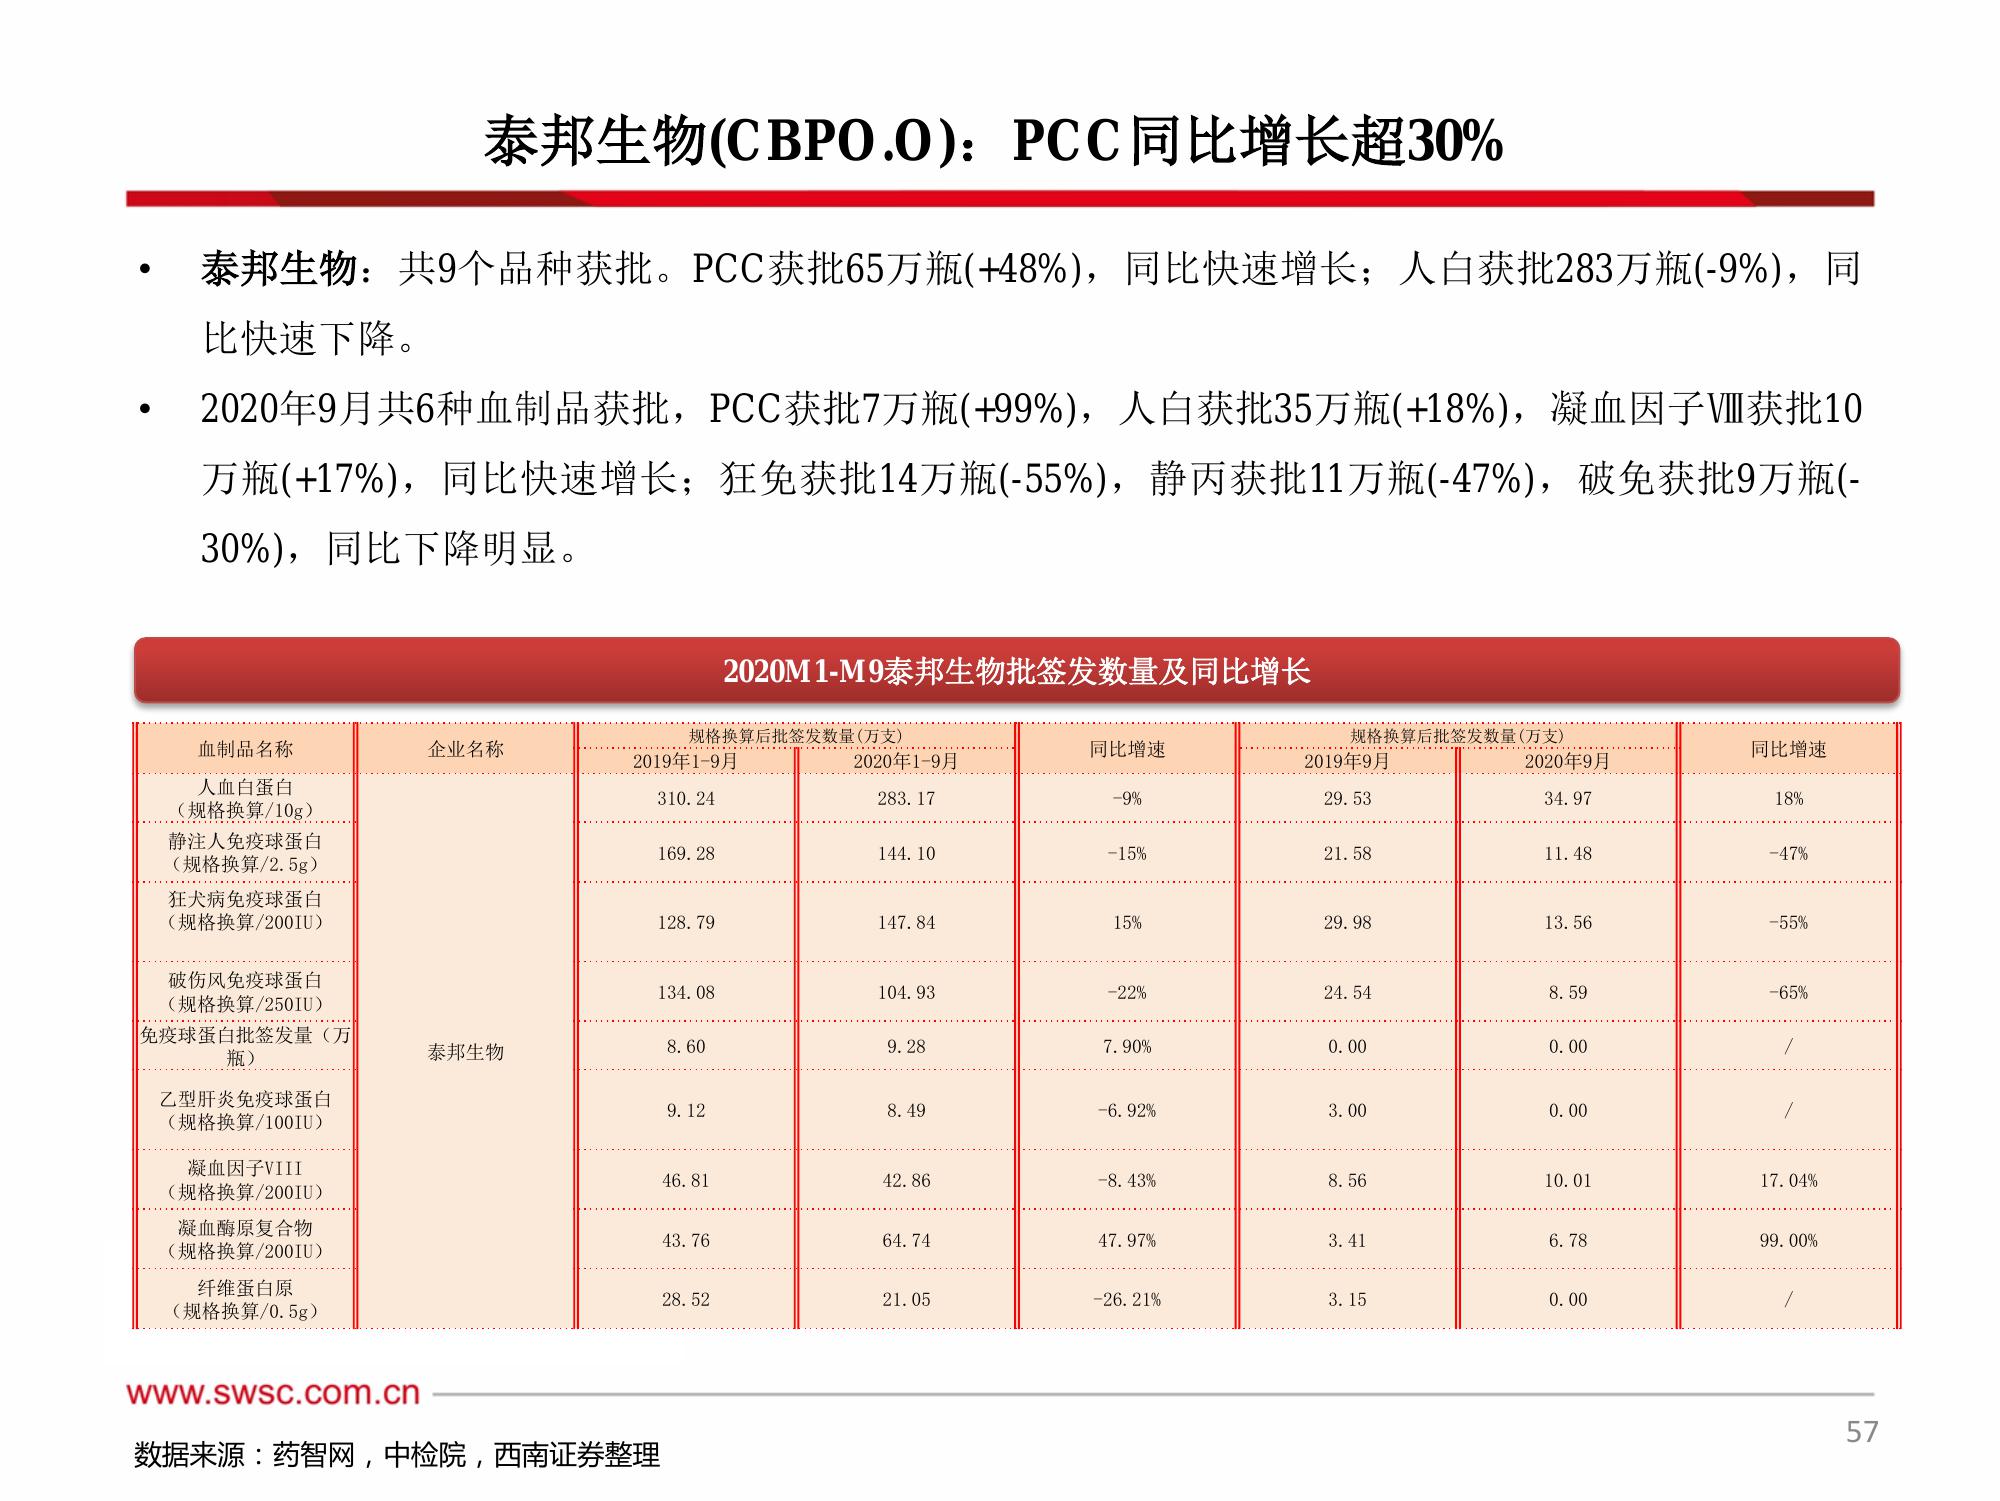 泰邦生物(CBPO.O)：PCC同比增长超30%
• 泰邦生物：共9个品种获批。PCC获批65万瓶(+48%)，同比快速增长；人白获批283万瓶(-9%)，同
比快速下降。
• 2020年9月共6种血制品获批，PCC获批7万瓶(+99%)，人白获批35万瓶(+18%)，凝血因子Ⅷ获批10
万瓶(+17%)，同比快速增长；狂免获批14万瓶(-55%)，静丙获批11万瓶(-47%)，破免获批9万瓶(-
30%)，同比下降明显。
2020M1-M9泰邦生物批签发数量及同比增长
血制品名称 企业名称 规格换算后批签发数量(万支) 同比增速 规格换算后批签发数量(万支) 同比增速
2019年1-9月 2020年1-9月 2019年9月 2020年9月
人血白蛋白
（规格换算/10g） 310.24 283.17 -9% 29.53 34.97 18%
静注人免疫球蛋白
（规格换算/2.5g） 169.28 144.10 -15% 21.58 11.48 -47%
狂犬病免疫球蛋白
（规格换算/200IU） 128.79 147.84 15% 29.98 13.56 -55%
破伤风免疫球蛋白
（规格换算/250IU） 134.08 104.93 -22% 24.54 8.59 -65%
免疫球蛋白批签发量（万
瓶） 泰邦生物 8.60 9.28 7.90% 0.00 0.00 /
乙型肝炎免疫球蛋白
（规格换算/100IU） 9.12 8.49 -6.92% 3.00 0.00 /
凝血因子VIII
（规格换算/200IU） 46.81 42.86 -8.43% 8.56 10.01 17.04%
凝血酶原复合物
（规格换算/200IU） 43.76 64.74 47.97% 3.41 6.78 99.00%
纤维蛋白原
（规格换算/0.5g） 28.52 21.05 -26.21% 3.15 0.00 /
www.swsc.com.cn
57
数据来源：药智网，中检院，西南证券整理